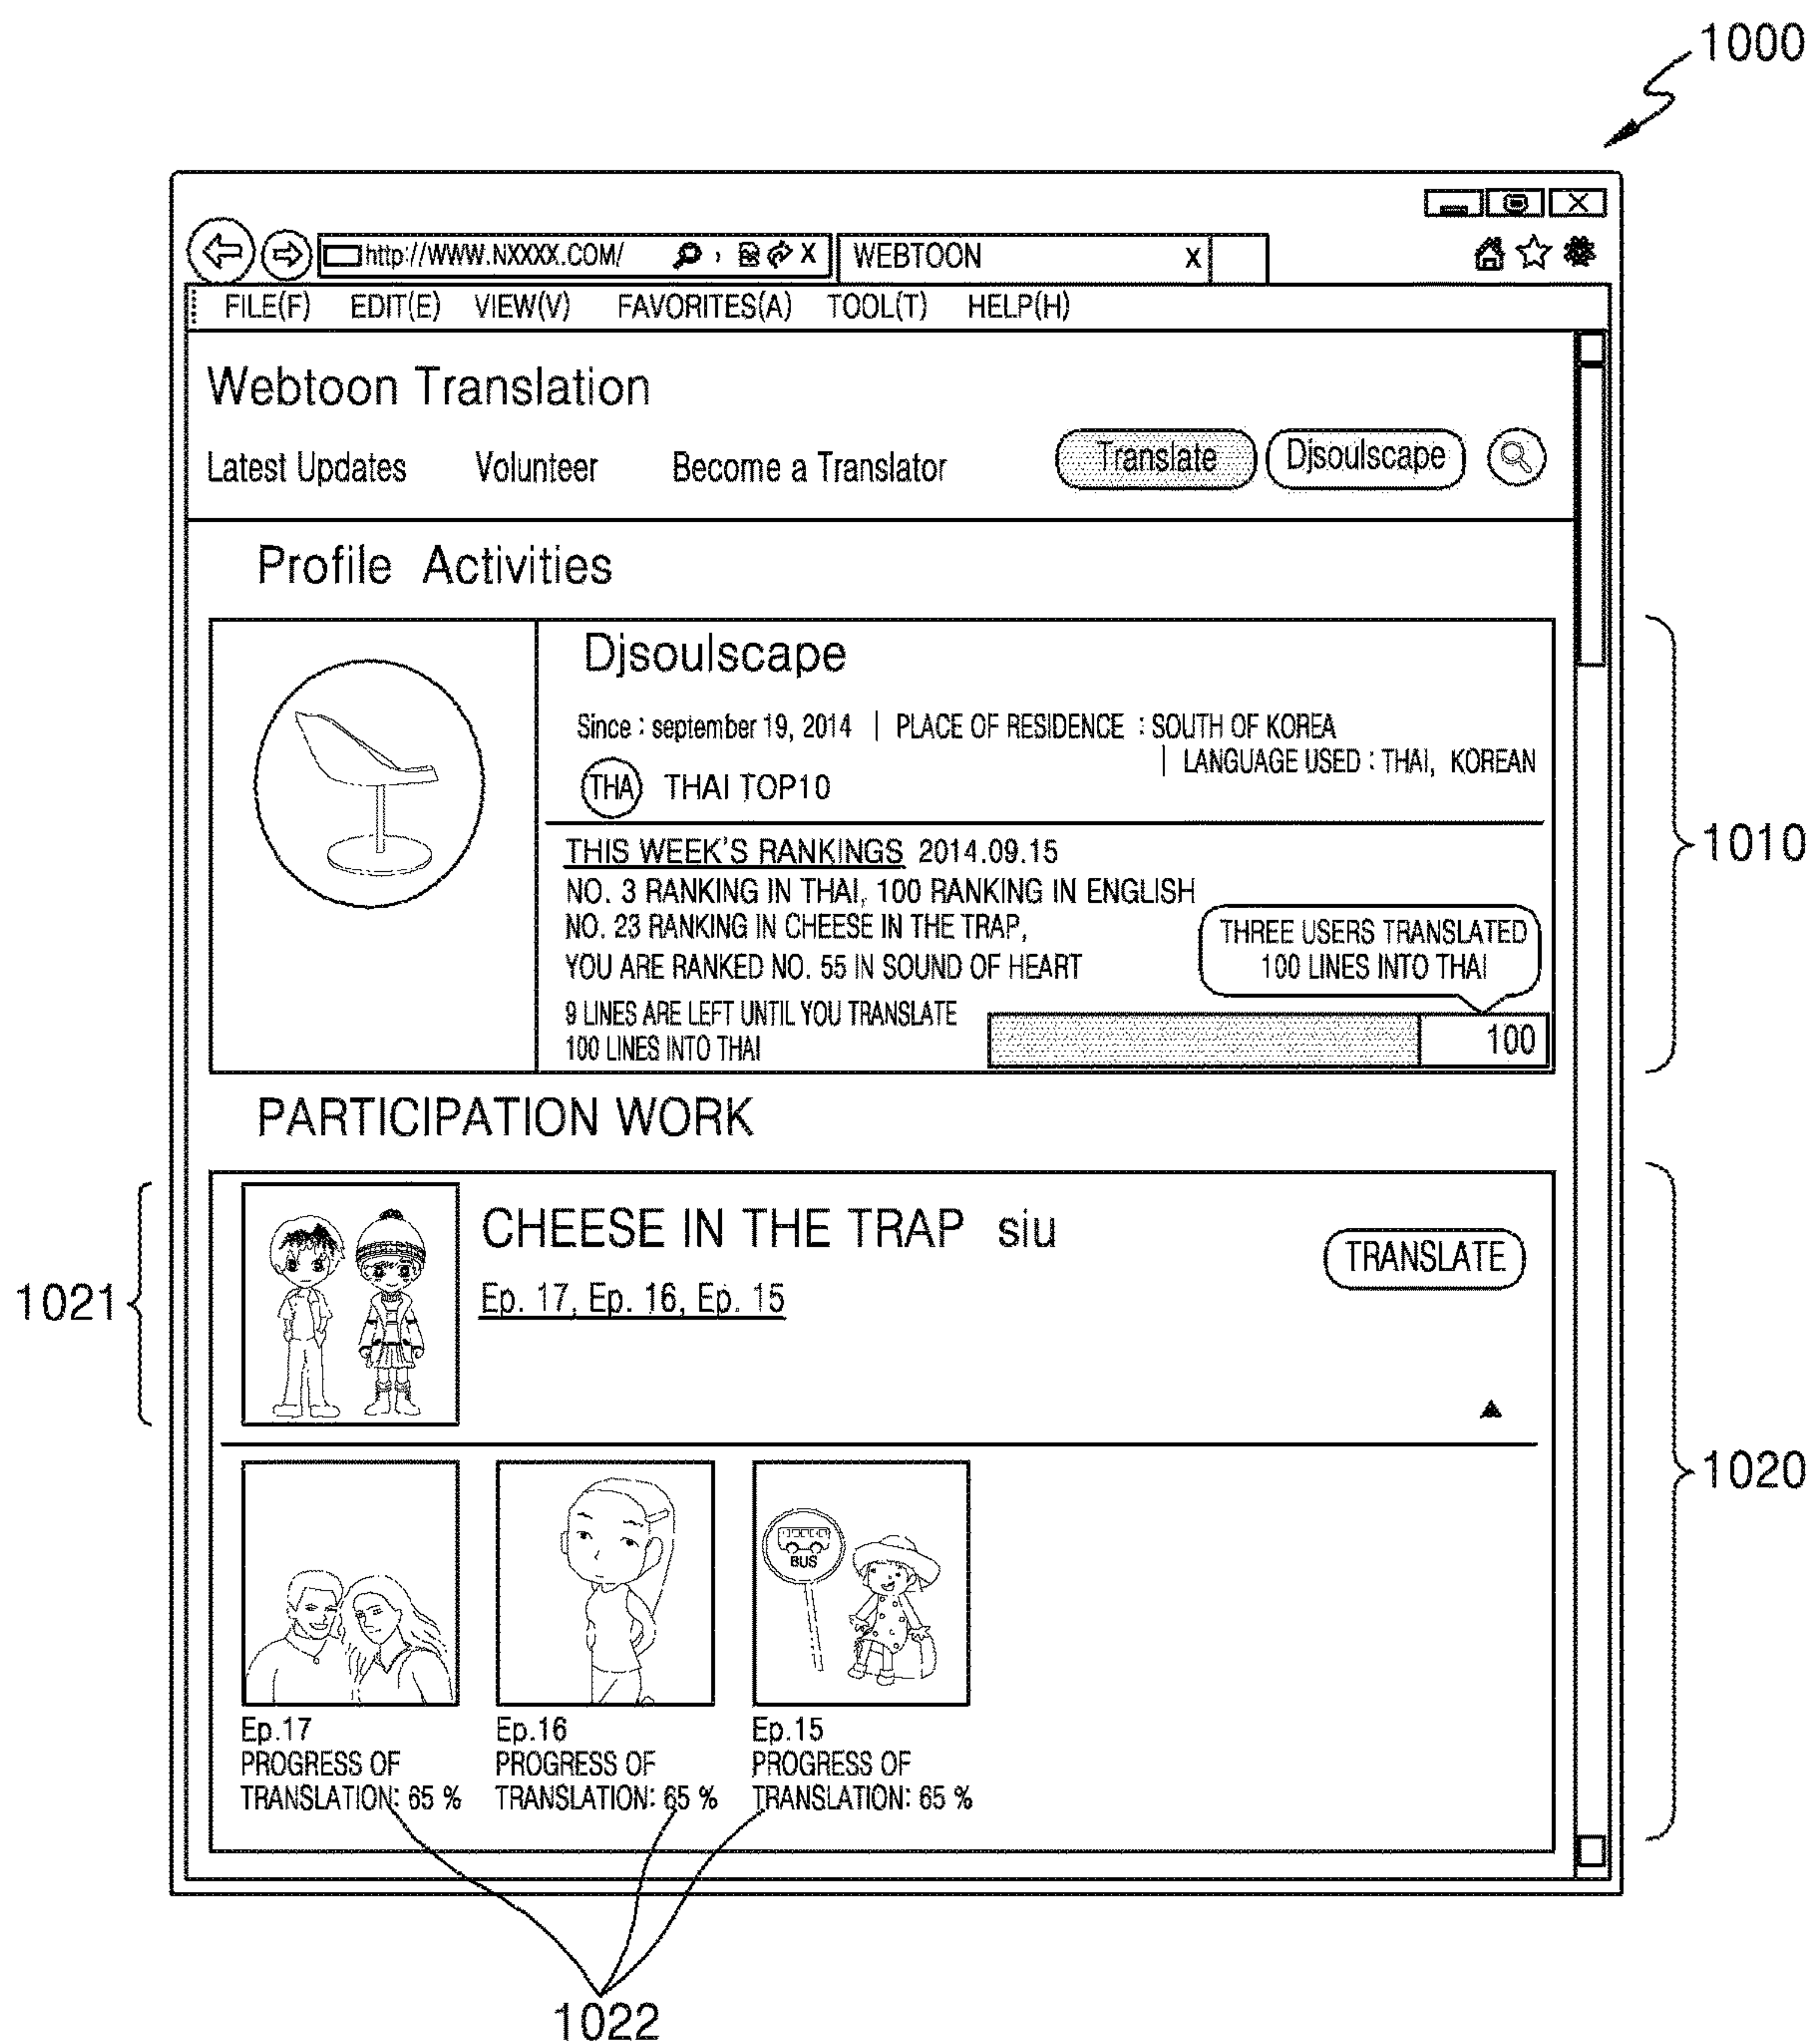 1000
http://WWW.NXXXX.COM/ X WEBTOON X
FILE(F) EDIT(E) VIEW(V) FAVORITES(A) TOOL(T) HELP(H)
Webtoon Translation
Latest Updates Volunteer Become a Translator Translate Djsoulscape
Profile Activities
Djsoulscape
Since : september 19, 2014 | PLACE OF RESIDENCE : SOUTH OF KOREA
| LANGUAGE USED : THAI, KOREAN
THA THAI TOP10
THIS WEEK'S RANKINGS 2014.09.15
NO. 3 RANKING IN THAI, 100 RANKING IN ENGLISH
NO. 23 RANKING IN CHEESE IN THE TRAP,
YOU ARE RANKED NO. 55 IN SOUND OF HEART
THREE USERS TRANSLATED
100 LINES INTO THAI
9 LINES ARE LEFT UNTIL YOU TRANSLATE
100 LINES INTO THAI
100
1010
PARTICIPATION WORK
CHEESE IN THE TRAP siu
TRANSLATE
Ep. 17, Ep. 16, Ep. 15
1021
1020
BUS
Ep.17
PROGRESS OF
TRANSLATION: 65 %
Ep.16
PROGRESS OF
TRANSLATION: 65 %
Ep.15
PROGRESS OF
TRANSLATION: 65 %
1022